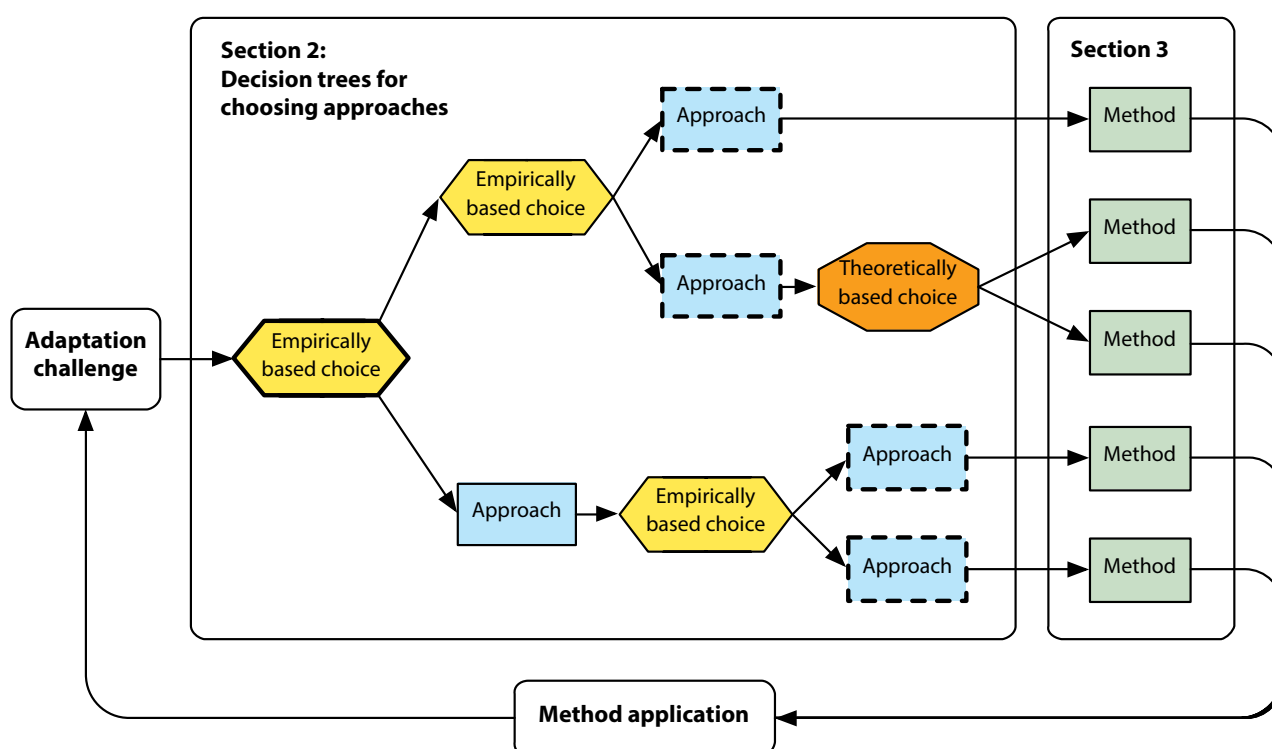 Section 2:
Decision trees for
choosing approaches
Section 3
Approach
Method
Empirically
based choice
Method
Approach
Theoretically
based choice
Adaptation
challenge
Empirically
based choice
Method
Approach
Method
Approach
Empirically
based choice
Approach
Method
Method application